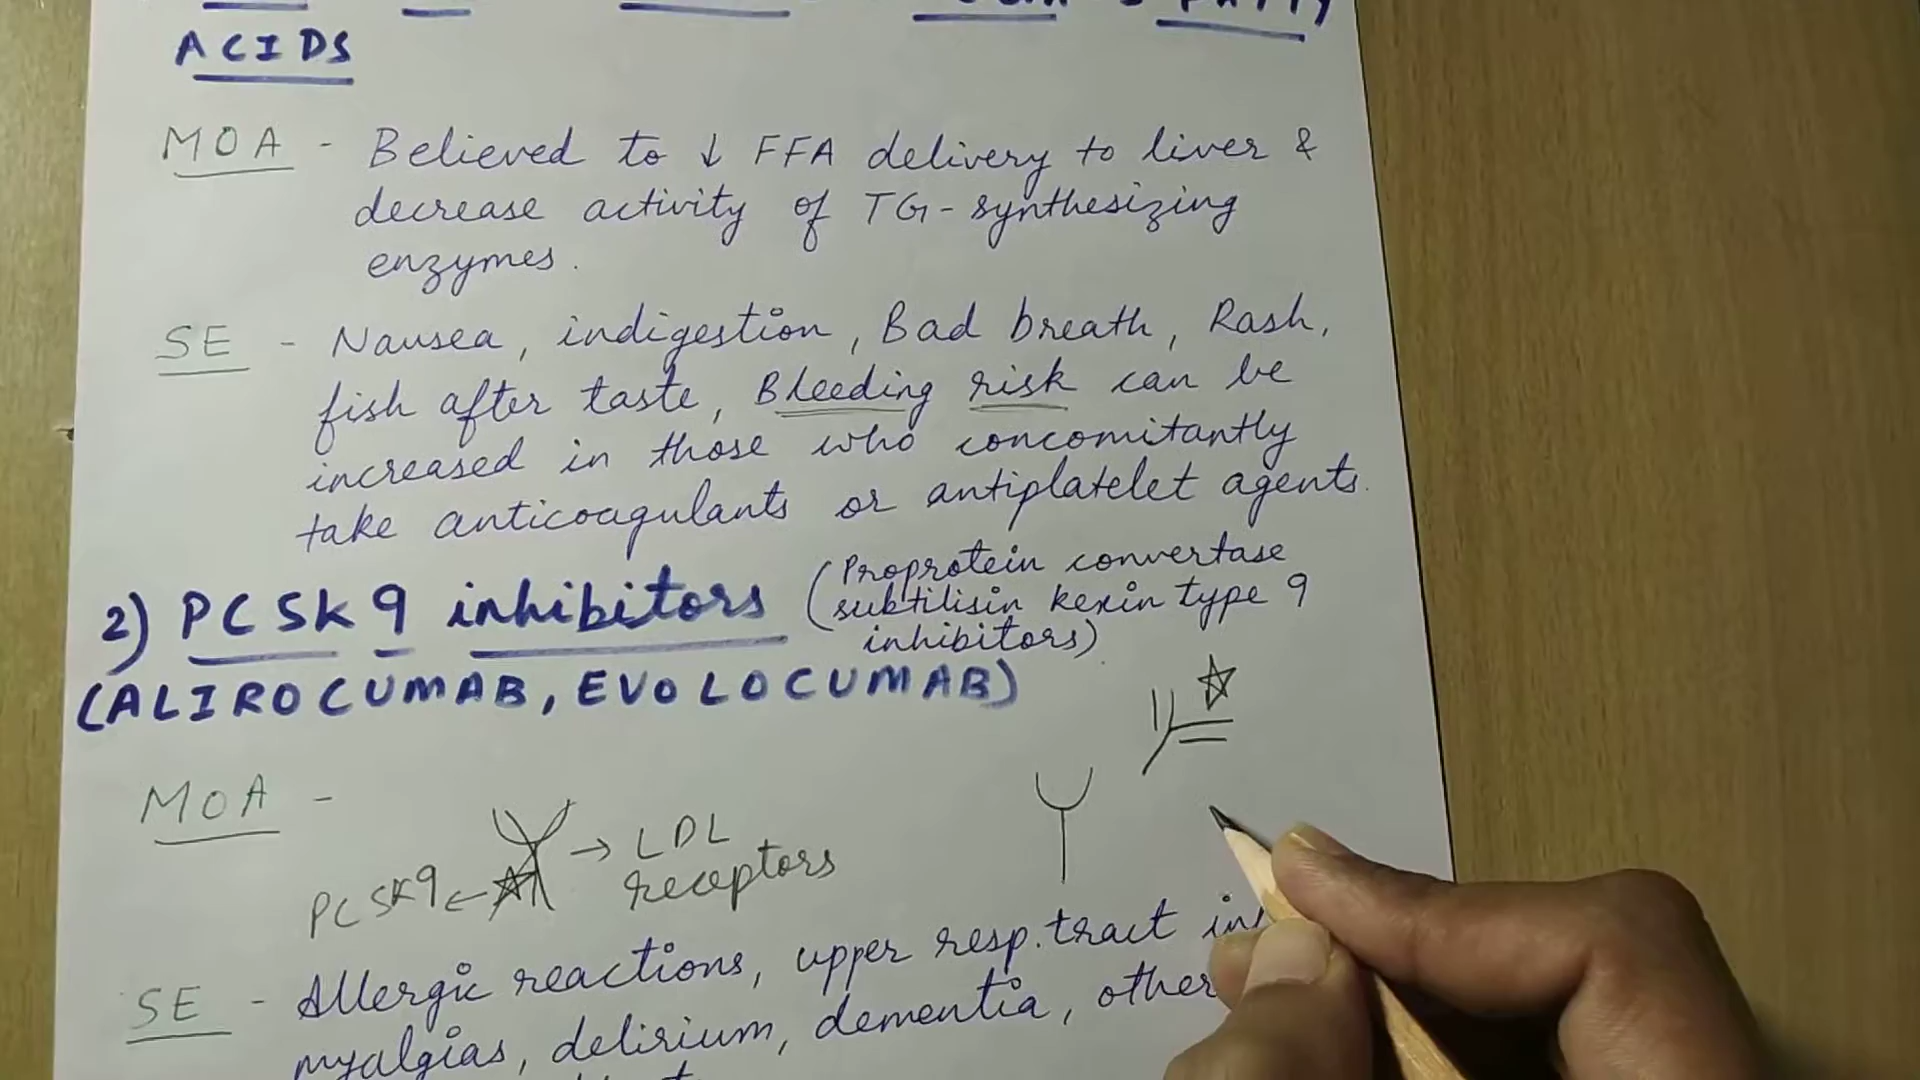 FATTY
ACIDS
MOA - Believed to ↓ FFA delivery to liver &
decrease activity of TG-synthesizing
enzymes.
SE - Nausea, indigestion, Bad breath, Rash,
fish after taste, Bleeding risk can be
increased in those who concomitantly
take anticoagulants or antiplatelet agents.
2) PCSK9 inhibitors (Proprotein convertase
subtilisin kexin type 9
inhibitors)
(ALIROCUMAB, EVOLOCUMAB)
MOA -
→ LDL
receptors
PCSK9 ←
SE - Allergic reactions, upper resp. tract
myalgias, delirium, dementia, other